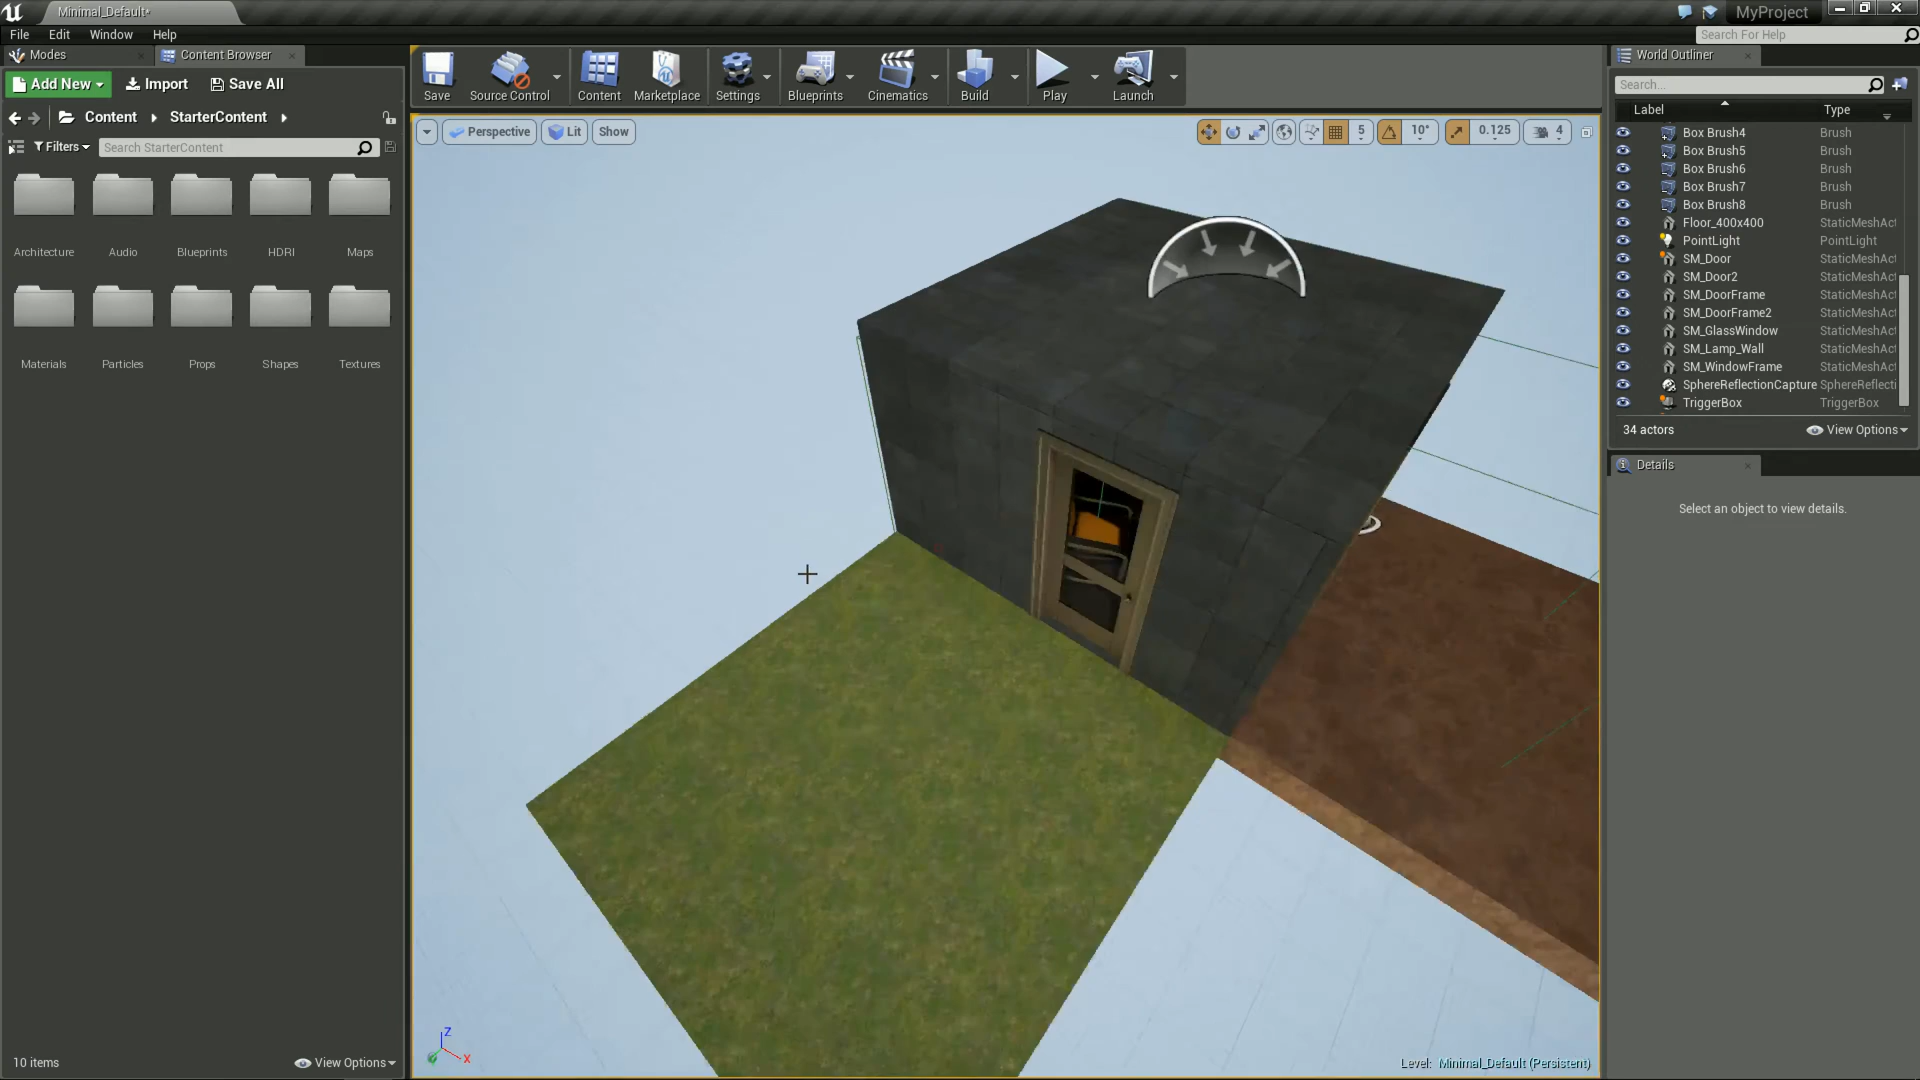 Minimal_Default*
MyProject
File Edit Window Help
Search For Help
Modes
Content Browser
Add New Import Save All
Content StarterContent
Filters Search StarterContent
Architecture Audio Blueprints HDRI Maps
Materials Particles Props Shapes Textures
10 items View Options
Save Source Control Content Marketplace Settings Blueprints Cinematics Build Play Launch
Perspective Lit Show 5 10° 0.125 4
Z
X
Level: Minimal_Default (Persistent)
World Outliner
Search...
Label Type
Box Brush4 Brush
Box Brush5 Brush
Box Brush6 Brush
Box Brush7 Brush
Box Brush8 Brush
Floor_400x400 StaticMeshAct
PointLight PointLight
SM_Door StaticMeshAct
SM_Door2 StaticMeshAct
SM_DoorFrame StaticMeshAct
SM_DoorFrame2 StaticMeshAct
SM_GlassWindow StaticMeshAct
SM_Lamp_Wall StaticMeshAct
SM_WindowFrame StaticMeshAct
SphereReflectionCapture SphereReflecti
TriggerBox TriggerBox
34 actors View Options
Details
Select an object to view details.